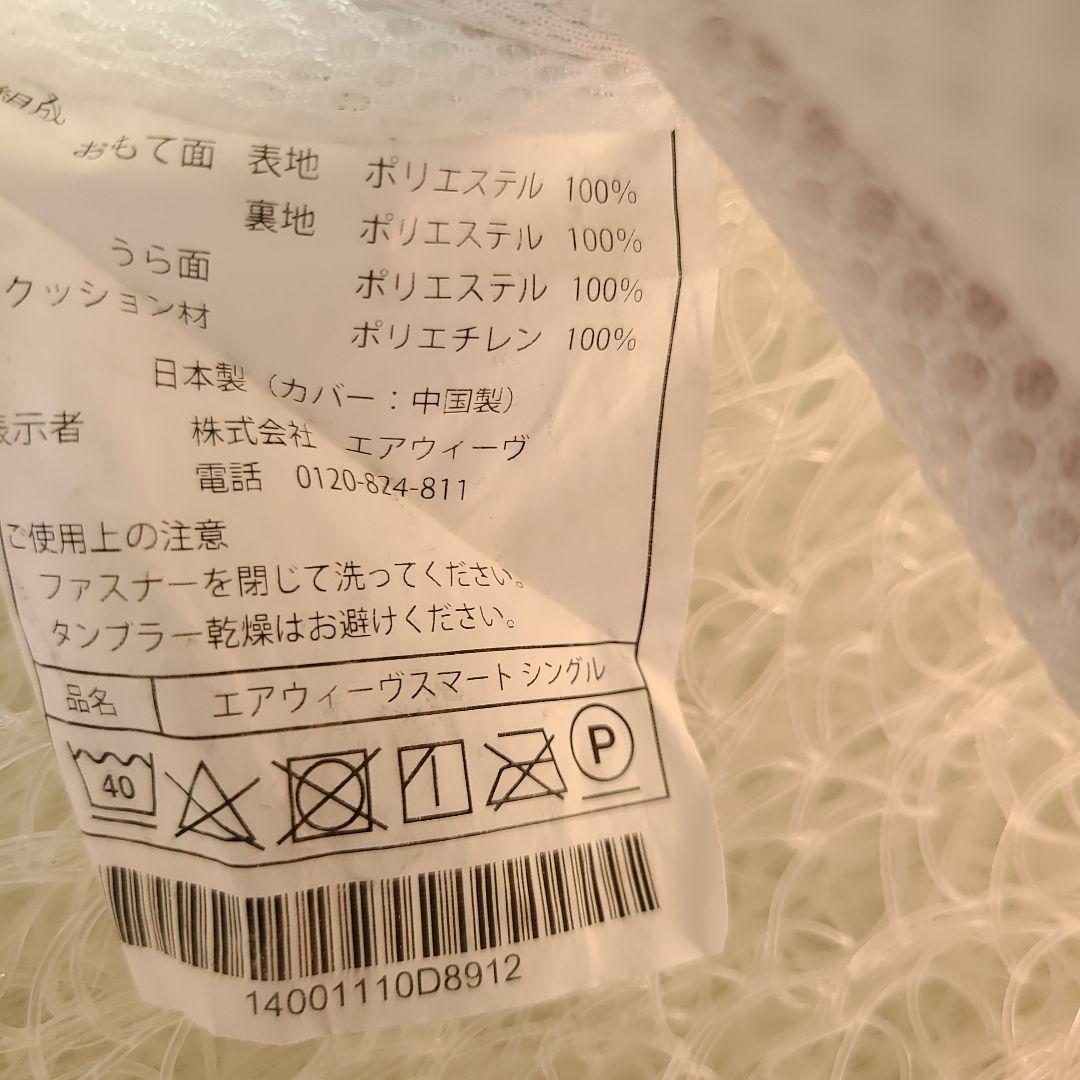 組成
おもて面 表地 ポリエステル 100%
裏地 ポリエステル 100%
うら面 ポリエステル 100%
クッション材 ポリエチレン 100%
日本製（カバー：中国製）
表示者 株式会社 エアウィーヴ
電話 0120-824-811
ご使用上の注意
ファスナーを閉じて洗ってください。
タンブラー乾燥はお避けください。
品名 エアウィーヴスマート シングル
40 P
14001110D8912